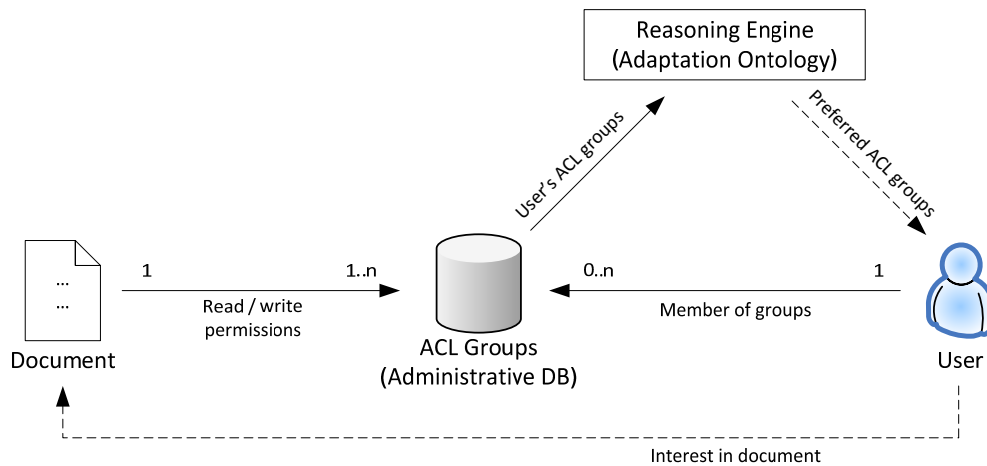 Reasoning Engine
(Adaptation Ontology)
User's ACL groups
Preferred ACL groups
...
...
1
1..n
0..n
1
Read / write
permissions
Member of groups
Document
ACL Groups
(Administrative DB)
User
Interest in document